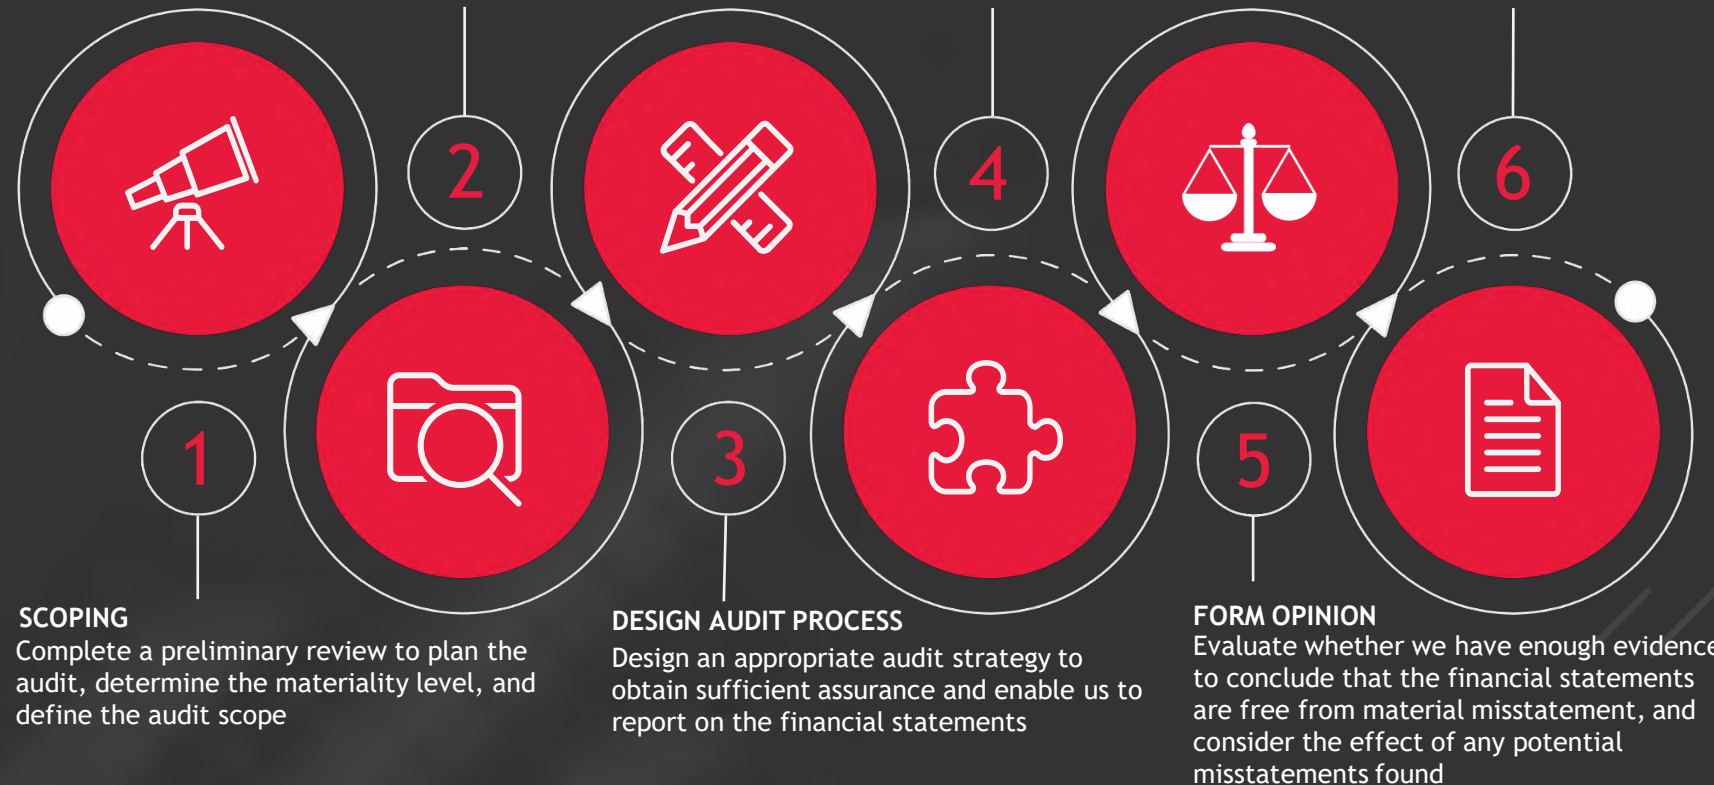 2
4
6
1
3
5
SCOPING
Complete a preliminary review to plan the
audit, determine the materiality level, and
define the audit scope
DESIGN AUDIT PROCESS
Design an appropriate audit strategy to
obtain sufficient assurance and enable us to
report on the financial statements
FORM OPINION
Evaluate whether we have enough evidence
to conclude that the financial statements
are free from material misstatement, and
consider the effect of any potential
misstatements found